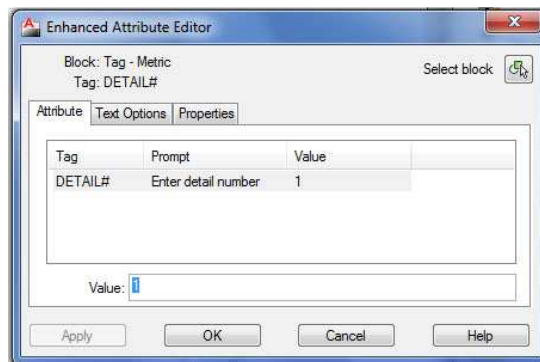 Enhanced Attribute Editor
Block: Tag - Metric
Select block
Tag: DETAIL#
Attribute Text Options Properties
Tag Prompt Value
DETAIL# Enter detail number 1
Value: 1
Apply OK Cancel Help